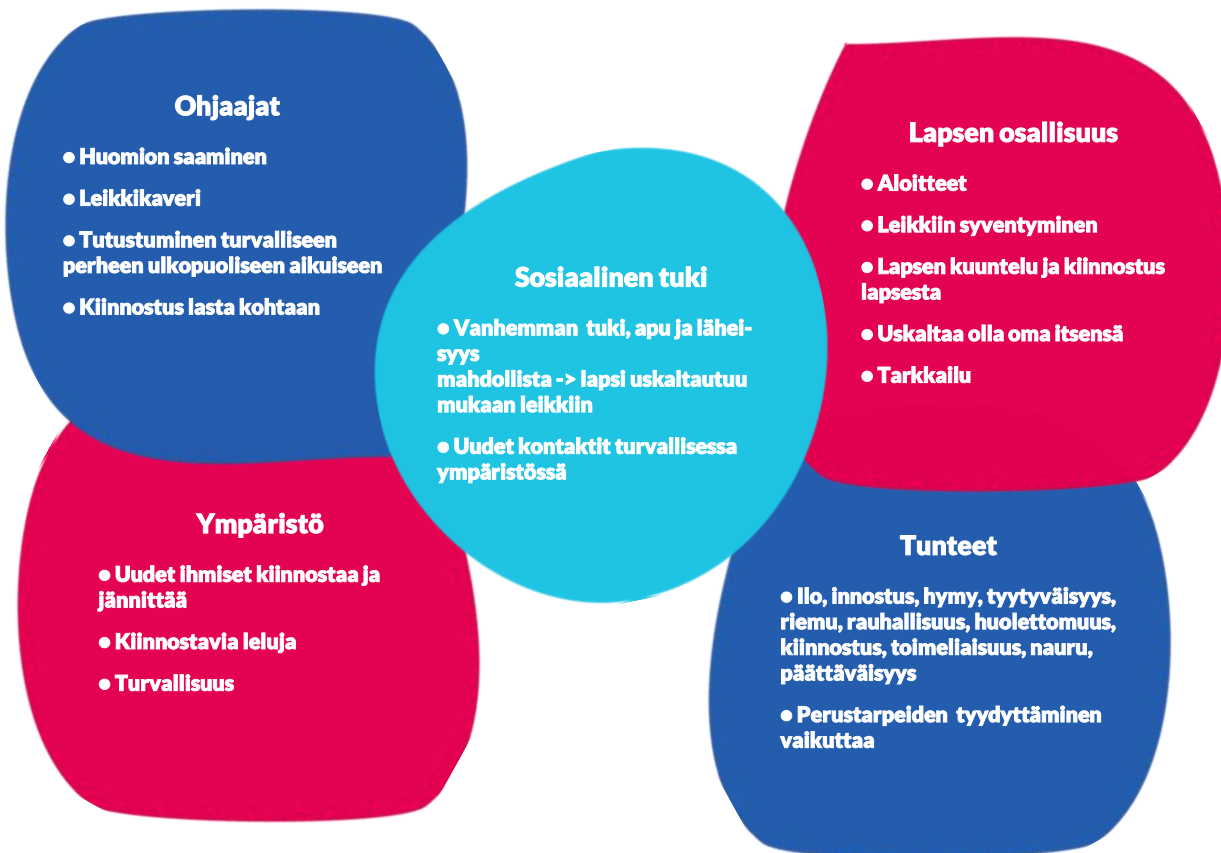 Ohjaajat
● Huomion saaminen
● Leikkikaveri
● Tutustuminen turvalliseen
perheen ulkopuoliseen aikuiseen
● Kiinnostus lasta kohtaan
Sosiaalinen tuki
● Vanhemman tuki, apu ja lähei-
syys
mahdollista -> lapsi uskaltautuu
mukaan leikkiin
● Uudet kontaktit turvallisessa
ympäristössä
Lapsen osallisuus
● Aloitteet
● Leikkiin syventyminen
● Lapsen kuuntelu ja kiinnostus
lapsesta
● Uskaltaa olla oma itsensä
● Tarkkailu
Ympäristö
● Uudet ihmiset kiinnostaa ja
jännittää
● Kiinnostavia leluja
● Turvallisuus
Tunteet
● Ilo, innostus, hymy, tyytyväisyys,
riemu, rauhallisuus, huolettomuus,
kiinnostus, toimeliaisuus, nauru,
päättäväisyys
● Perustarpeiden tyydyttäminen
vaikuttaa